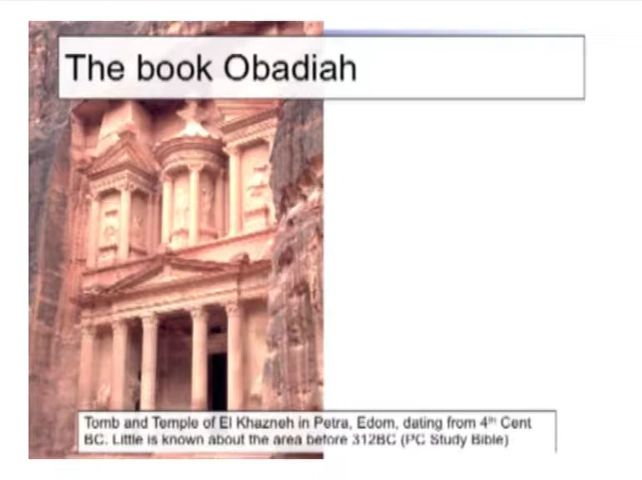 The book Obadiah
Tomb and Temple of El Khazneh in Petra, Edom, dating from 4th Cent
BC. Little is known about the area before 312BC (PC Study Bible)